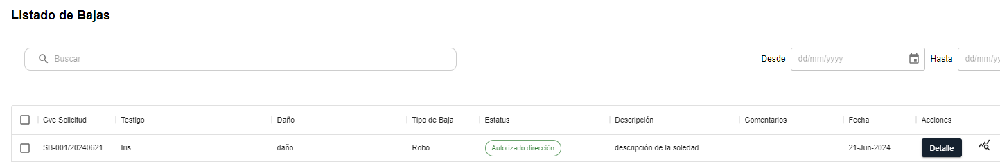 Listado de Bajas
Buscar
Desde dd/mm/yyyy Hasta dd/mm/yy
Cve Solicitud Testigo Daño Tipo de Baja Estatus Descripción Comentarios Fecha Acciones
SB-001/20240621 Iris daño Robo Autorizado dirección descripción de la soledad 21-Jun-2024 Detalle